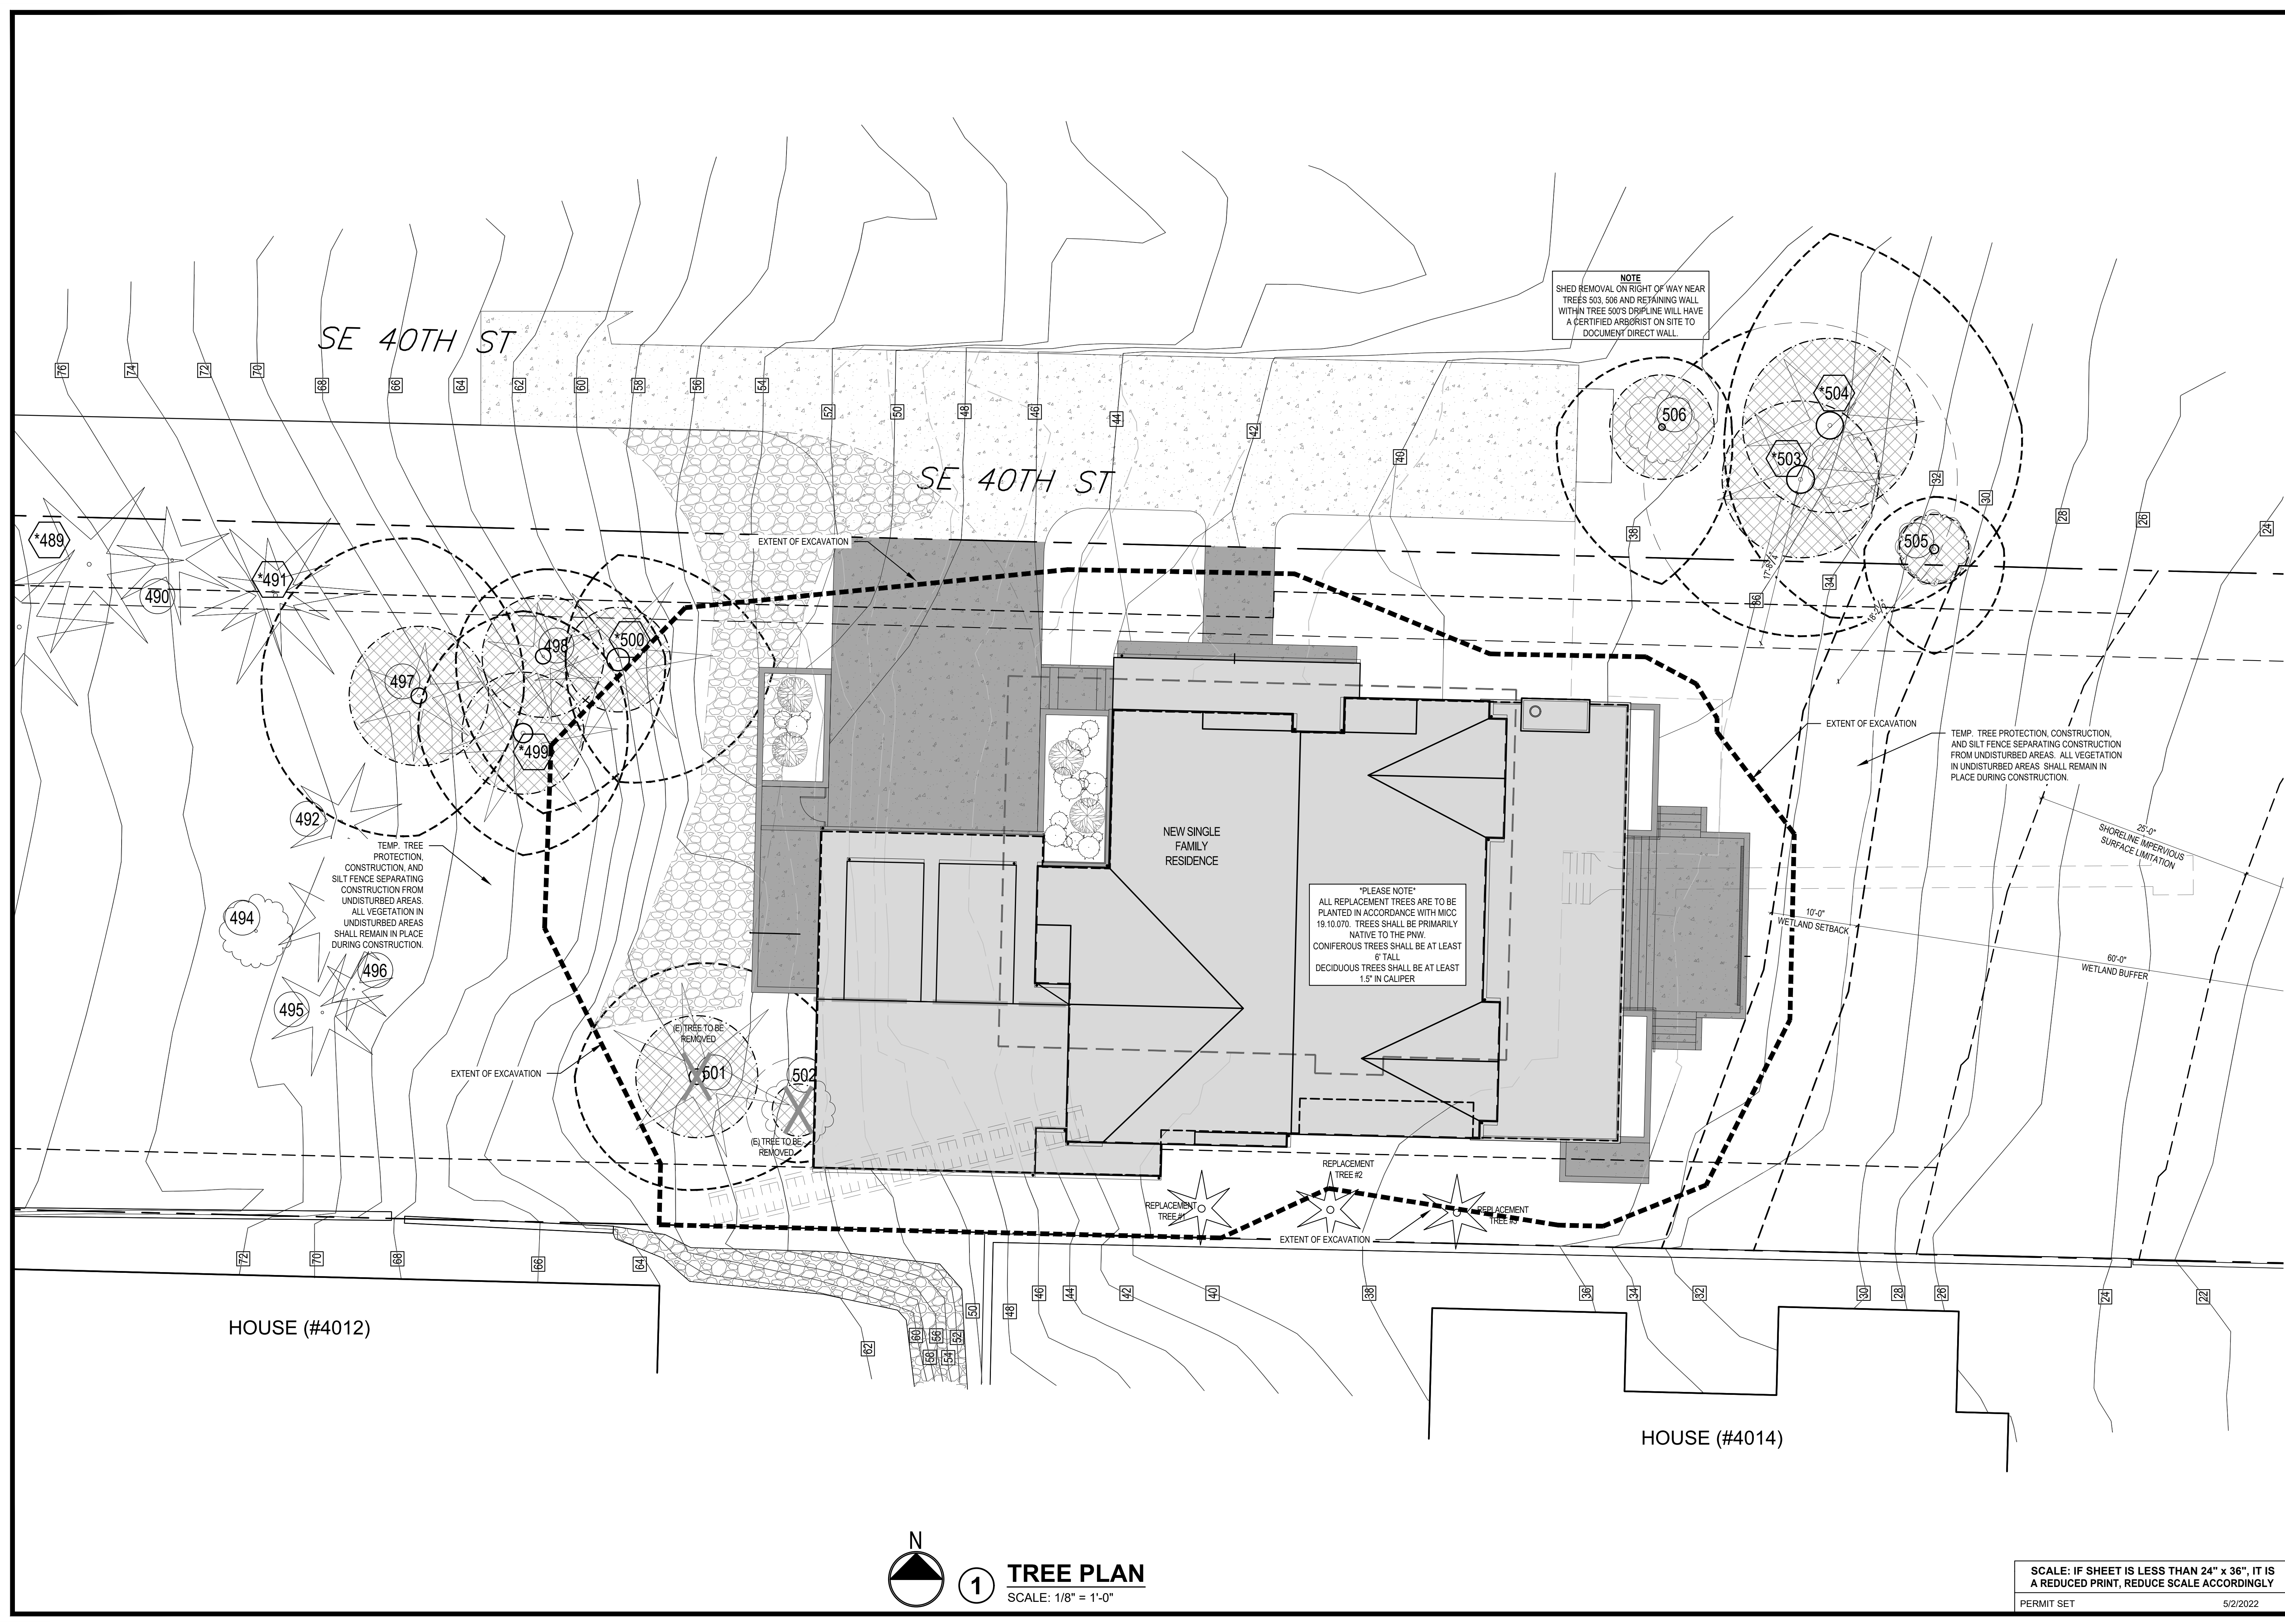 NOTE
SHED REMOVAL ON RIGHT OF WAY NEAR
TREES 503, 506 AND RETAINING WALL
WITHIN TREE 500'S DRIPLINE WILL HAVE
A CERTIFIED ARBORIST ON SITE TO
DOCUMENT DIRECT WALL.
SE 40TH ST
76
74
72
70
68
66
64
62
60
58
56
54
52
50
48
46
44
42
40
38
36
34
32
30
28
26
24
SE 40TH ST
506
*504
*503
505
17'-8"
*489
490
*491
497
498
*500
*499
EXTENT OF EXCAVATION
EXTENT OF EXCAVATION
TEMP. TREE PROTECTION, CONSTRUCTION,
AND SILT FENCE SEPARATING CONSTRUCTION
FROM UNDISTURBED AREAS. ALL VEGETATION
IN UNDISTURBED AREAS SHALL REMAIN IN
PLACE DURING CONSTRUCTION.
492
TEMP. TREE
PROTECTION,
CONSTRUCTION, AND
SILT FENCE SEPARATING
CONSTRUCTION FROM
UNDISTURBED AREAS.
ALL VEGETATION IN
UNDISTURBED AREAS
SHALL REMAIN IN PLACE
DURING CONSTRUCTION.
494
496
495
NEW SINGLE
FAMILY
RESIDENCE
*PLEASE NOTE*
ALL REPLACEMENT TREES ARE TO BE
PLANTED IN ACCORDANCE WITH MICC
19.10.070. TREES SHALL BE PRIMARILY
NATIVE TO THE PNW.
CONIFEROUS TREES SHALL BE AT LEAST
6' TALL
DECIDUOUS TREES SHALL BE AT LEAST
1.5" IN CALIPER
25'-0"
SHORELINE IMPERVIOUS
SURFACE LIMITATION
10'-0"
WETLAND SETBACK
60'-0"
WETLAND BUFFER
(E) TREE TO BE
REMOVED
501
502
EXTENT OF EXCAVATION
(E) TREE TO BE
REMOVED
REPLACEMENT
TREE #1
REPLACEMENT
TREE #2
REPLACEMENT
TREE #3
EXTENT OF EXCAVATION
72
70
68
66
64
62
60
58
56
54
52
50
48
46
44
42
40
38
36
34
32
30
28
26
24
22
HOUSE (#4012)
HOUSE (#4014)
N
1
TREE PLAN
SCALE: 1/8" = 1'-0"
SCALE: IF SHEET IS LESS THAN 24" x 36", IT IS
A REDUCED PRINT, REDUCE SCALE ACCORDINGLY
PERMIT SET 5/2/2022